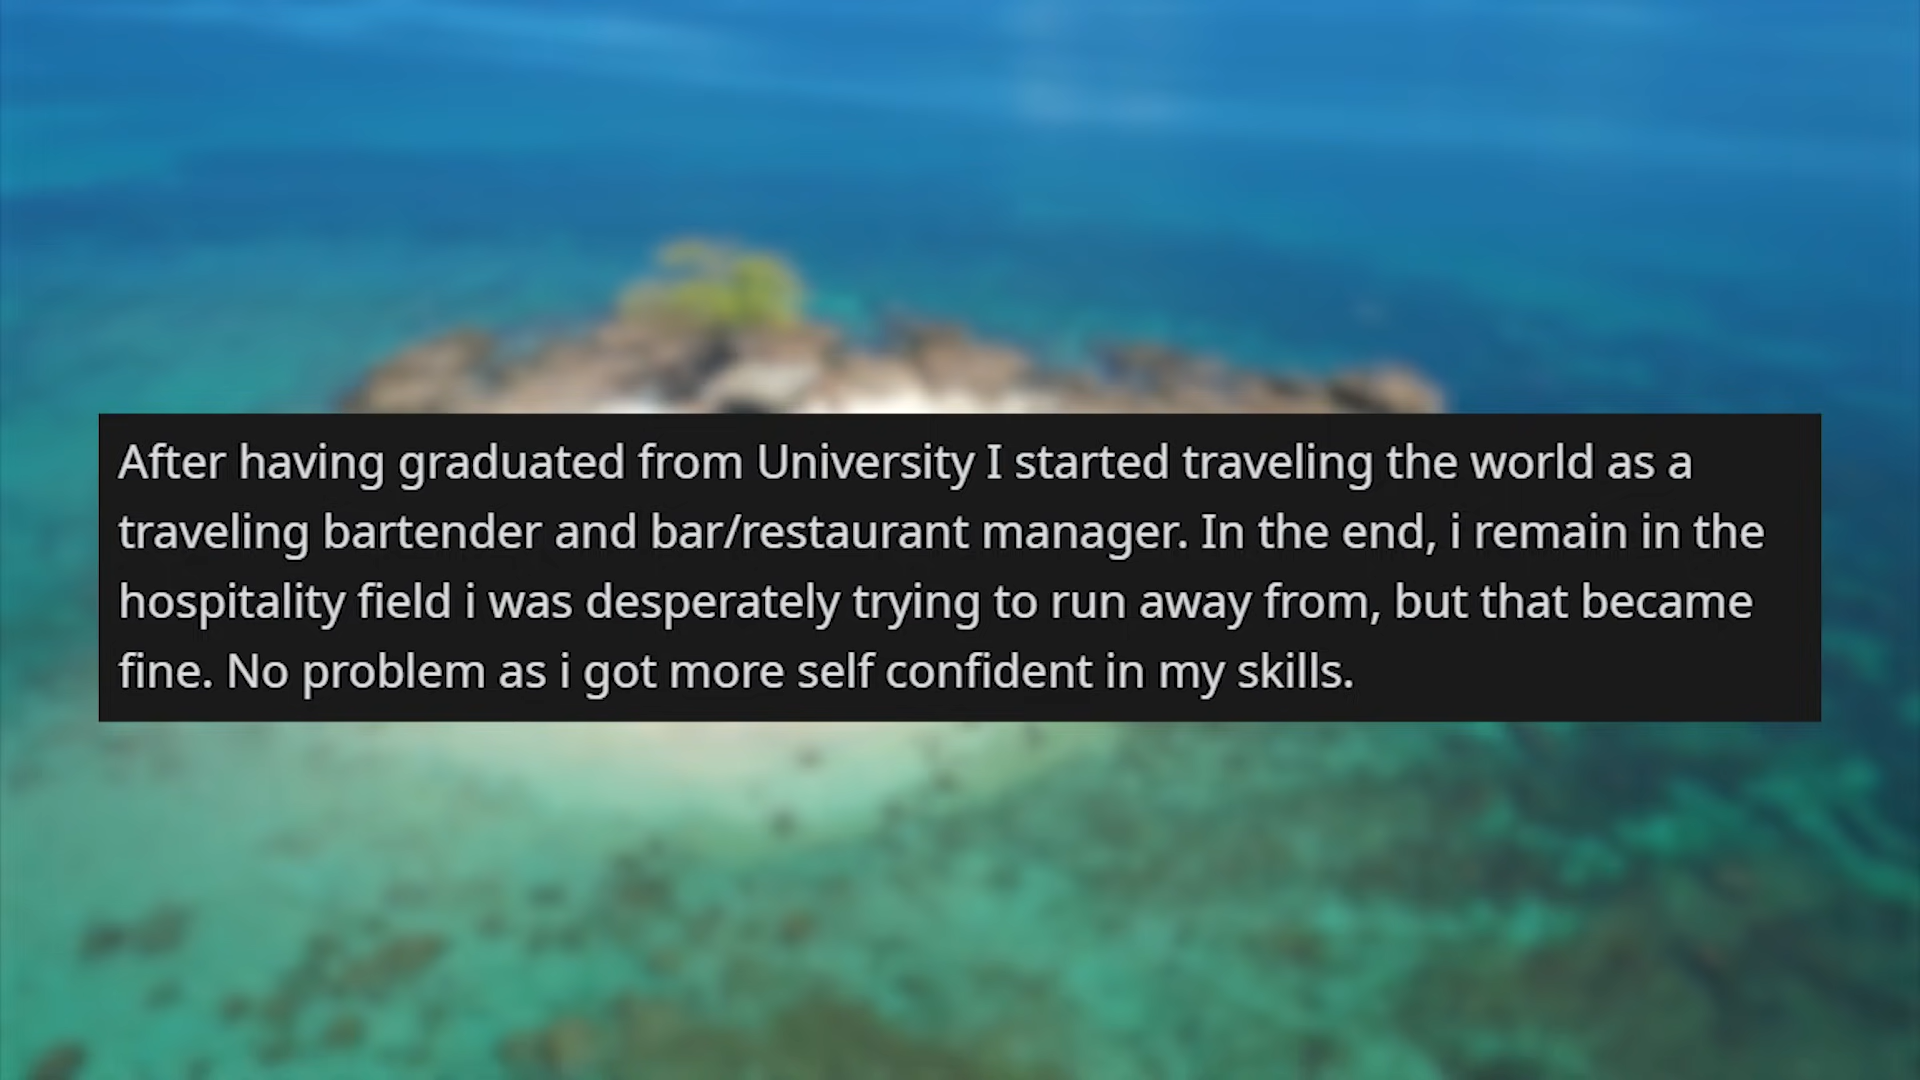 After having graduated from University I started traveling the world as a
traveling bartender and bar/restaurant manager. In the end, i remain in the
hospitality field i was desperately trying to run away from, but that became
fine. No problem as i got more self confident in my skills.